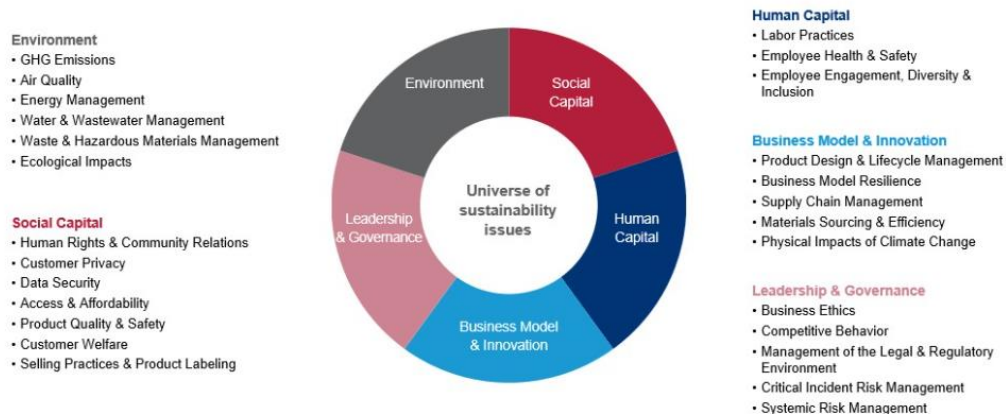 Environment
• GHG Emissions
• Air Quality
• Energy Management
• Water & Wastewater Management
• Waste & Hazardous Materials Management
• Ecological Impacts
Social Capital
• Human Rights & Community Relations
• Customer Privacy
• Data Security
• Access & Affordability
• Product Quality & Safety
• Customer Welfare
• Selling Practices & Product Labeling
Environment
Social
Capital
Leadership
& Governance
Universe of
sustainability
issues
Human
Capital
Business Model
& Innovation
Human Capital
• Labor Practices
• Employee Health & Safety
• Employee Engagement, Diversity &
Inclusion
Business Model & Innovation
• Product Design & Lifecycle Management
• Business Model Resilience
• Supply Chain Management
• Materials Sourcing & Efficiency
• Physical Impacts of Climate Change
Leadership & Governance
• Business Ethics
• Competitive Behavior
• Management of the Legal & Regulatory
Environment
• Critical Incident Risk Management
• Systemic Risk Management